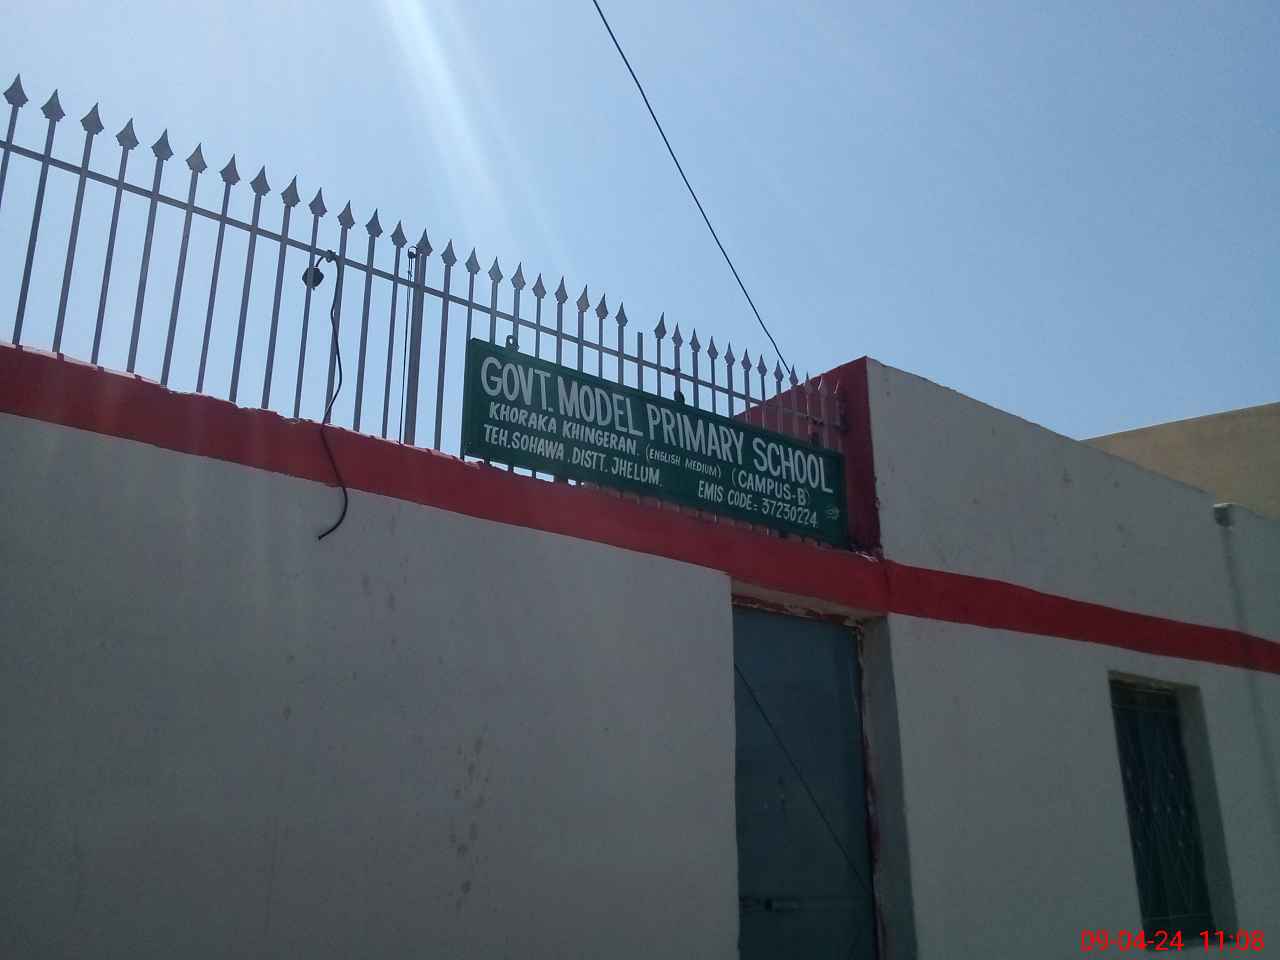 GOVT. MODEL PRIMARY SCHOOL
KHORAKA KHINGERAN. (ENGLISH MEDIUM) (CAMPUS-B)
TEH. SOHAWA. DISTT. JHELUM. EMIS CODE= 37230224
09-04-24 11:08